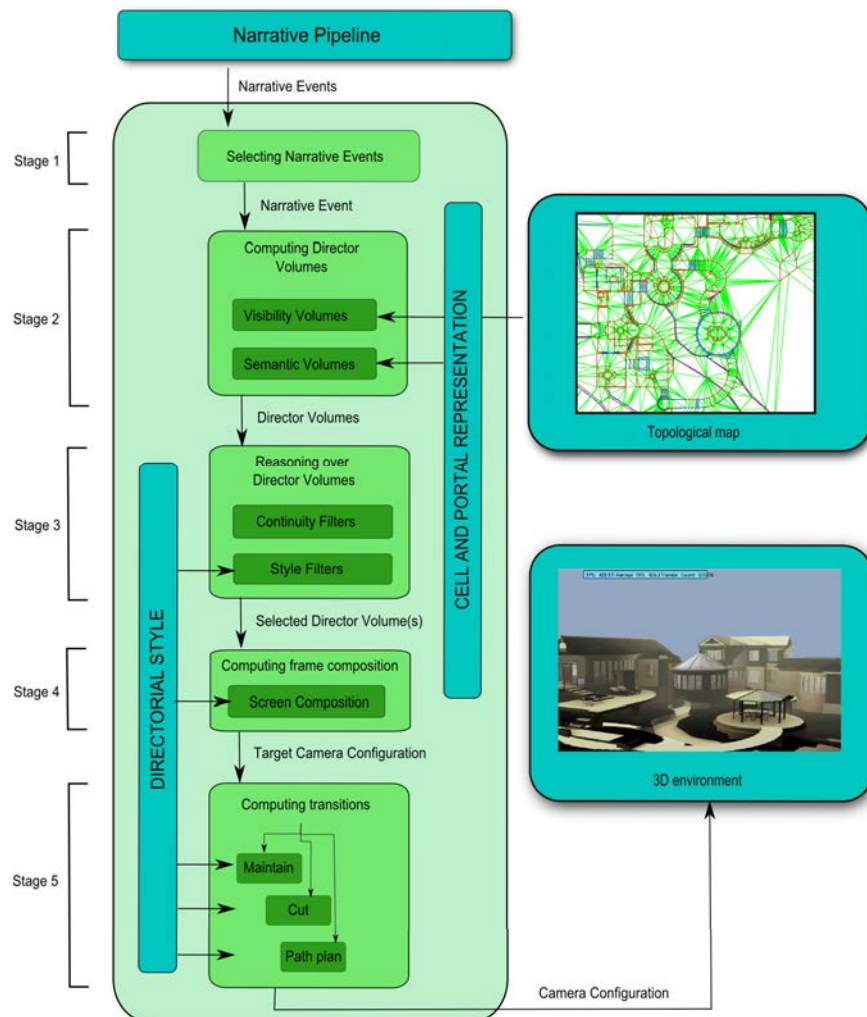 Narrative Pipeline
Narrative Events
Stage 1
Selecting Narrative Events
Narrative Event
Stage 2
Computing Director
Volumes
Visibility Volumes
Semantic Volumes
CELL AND PORTAL REPRESENTATION
Topological map
Director Volumes
Stage 3
Reasoning over
Director Volumes
Continuity Filters
Style Filters
DIRECTORIAL STYLE
Selected Director Volume(s)
Stage 4
Computing frame composition
Screen Composition
Target Camera Configuration
3D environment
Stage 5
Computing transitions
Maintain
Cut
Path plan
Camera Configuration